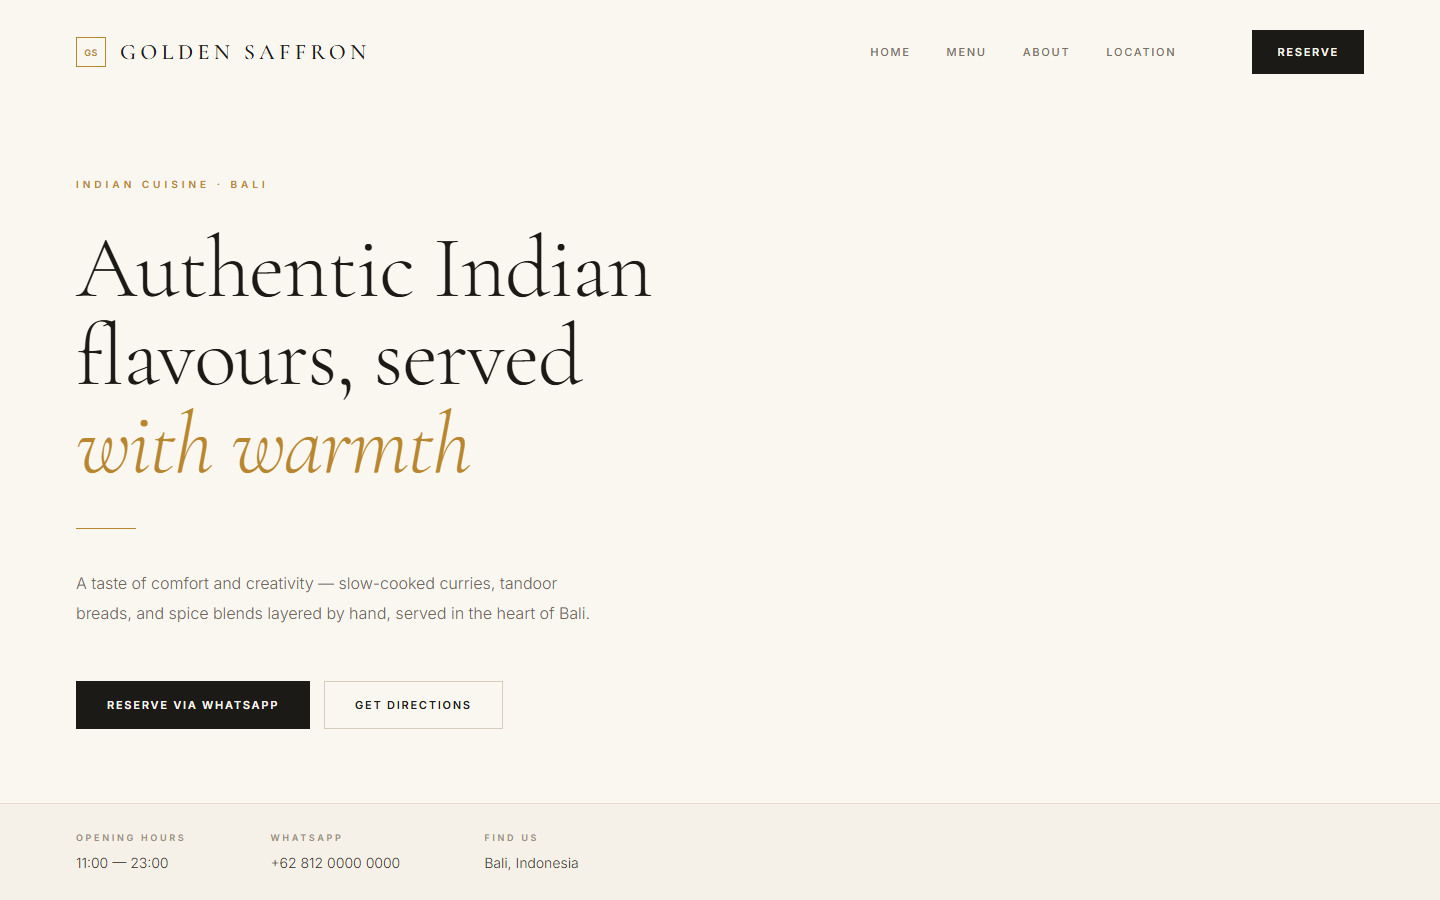 GS
GOLDEN SAFFRON
HOME MENU ABOUT LOCATION RESERVE
INDIAN CUISINE · BALI
Authentic Indian
flavours, served
with warmth
A taste of comfort and creativity — slow-cooked curries, tandoor
breads, and spice blends layered by hand, served in the heart of Bali.
RESERVE VIA WHATSAPP
GET DIRECTIONS
OPENING HOURS
11:00 — 23:00
WHATSAPP
+62 812 0000 0000
FIND US
Bali, Indonesia